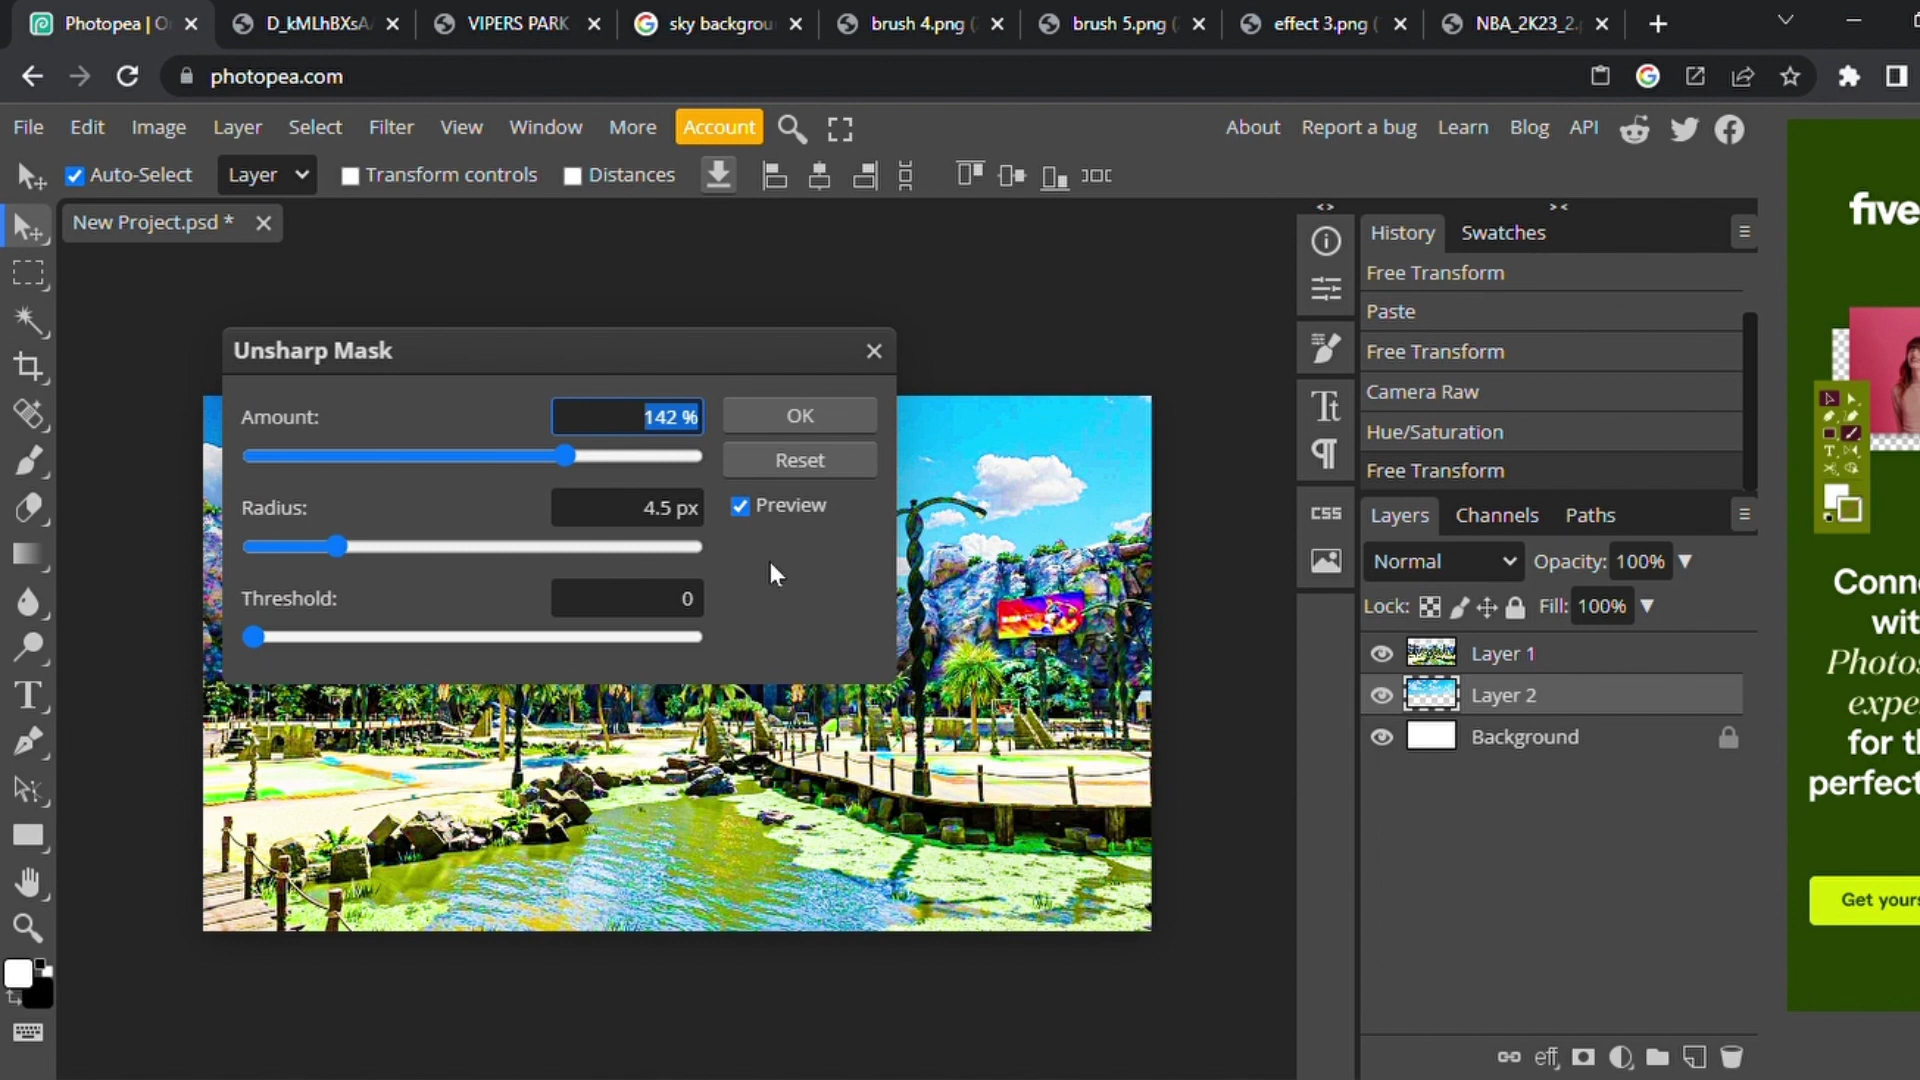 Photopea | O
D_kMLhBXsA
VIPERS PARK
sky backgrou
brush 4.png (
brush 5.png (
effect 3.png (
NBA_2K23_2.
photopea.com
File Edit Image Layer Select Filter View Window More Account
About Report a bug Learn Blog API
Auto-Select Layer Transform controls Distances
New Project.psd *
Unsharp Mask
Amount: 142 % OK
Reset
Radius: 4.5 px Preview
Threshold: 0
History Swatches
Free Transform
Paste
Free Transform
Camera Raw
Hue/Saturation
Free Transform
CSS
Layers Channels Paths
Normal Opacity: 100%
Lock: Fill: 100%
Layer 1
Layer 2
Background
eff
five
Conn
wit
Photos
expe
for t
perfect
Get yours